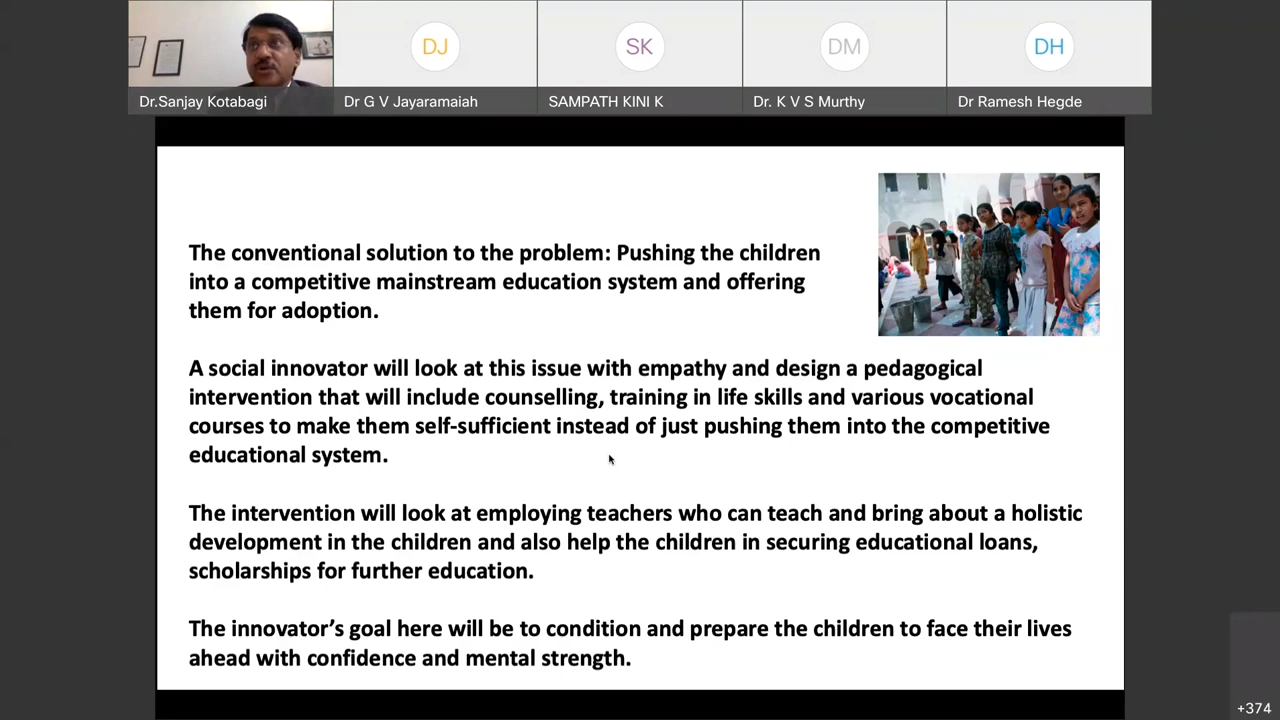 DJ
SK
DM
DH
Dr.Sanjay Kotabagi
Dr G V Jayaramaiah
SAMPATH KINI K
Dr. K V S Murthy
Dr Ramesh Hegde
The conventional solution to the problem: Pushing the children
into a competitive mainstream education system and offering
them for adoption.
A social innovator will look at this issue with empathy and design a pedagogical
intervention that will include counselling, training in life skills and various vocational
courses to make them self-sufficient instead of just pushing them into the competitive
educational system.
The intervention will look at employing teachers who can teach and bring about a holistic
development in the children and also help the children in securing educational loans,
scholarships for further education.
The innovator’s goal here will be to condition and prepare the children to face their lives
ahead with confidence and mental strength.
+374